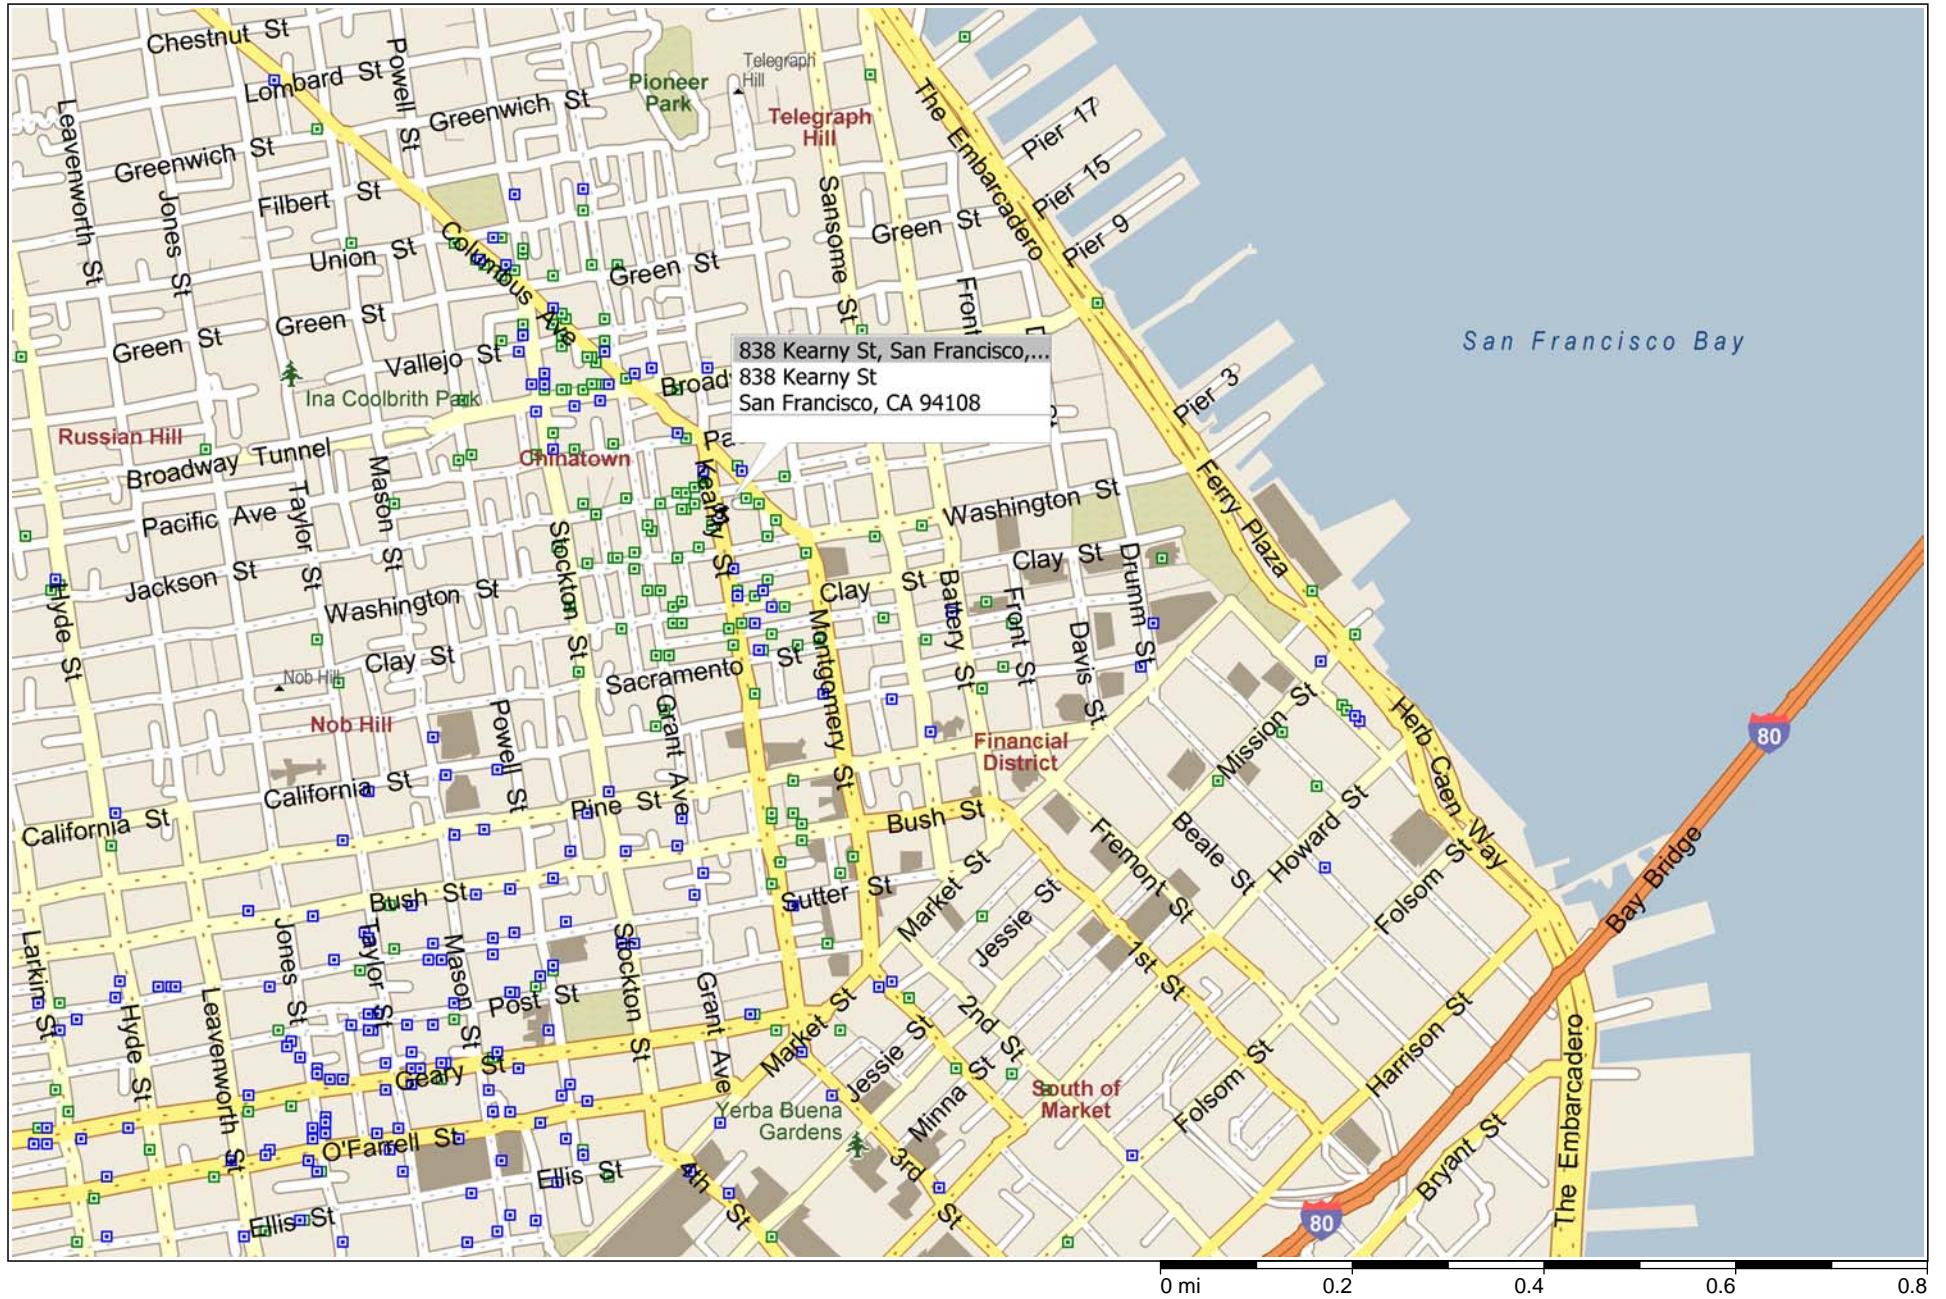 Chestnut St
Lombard St
Powell St
Greenwich St
Pioneer
Park
Telegraph
Hill
Telegraph
Hill
The Embarcadero
Pier 17
Pier 15
Pier 9
Leavenworth St
Greenwich St
Jones St
Filbert St
Union St
Columbus Ave
Green St
Sansome St
Green St
Front
Green St
Green St
Vallejo St
Ina Coolbrith Park
Broad
838 Kearny St, San Francisco,...
838 Kearny St
San Francisco, CA 94108
San Francisco Bay
Pier 3
Russian Hill
Broadway Tunnel
Chinatown
Pa
Kearny St
Pacific Ave
Taylor St
Mason St
Stockton St
Washington St
Ferry Plaza
Jackson St
Washington St
Clay St
Clay St
Drumm St
Battery St
Front St
Davis St
Hyde St
Clay St
Nob Hill
Nob Hill
Sacramento St
Montgomery St
Grant Ave
Powell St
Financial
District
Mission St
Herb Caen Way
80
California St
California St
Pine St
Bush St
Fremont St
Beale St
Howard St
Folsom St
Bay Bridge
Bush St
Sutter St
Market St
Jessie St
1st St
Larkin St
Hyde St
Leavenworth St
Jones St
Taylor St
Mason St
Post St
Stockton St
Grant Ave
Market St
Jessie St
2nd St
Minna St
Geary St
Yerba Buena
Gardens
South of
Market
Folsom St
Harrison St
Bryant St
The Embarcadero
O'Farrell St
Ellis St
Ellis St
4th St
3rd St
80
0 mi 0.2 0.4 0.6 0.8